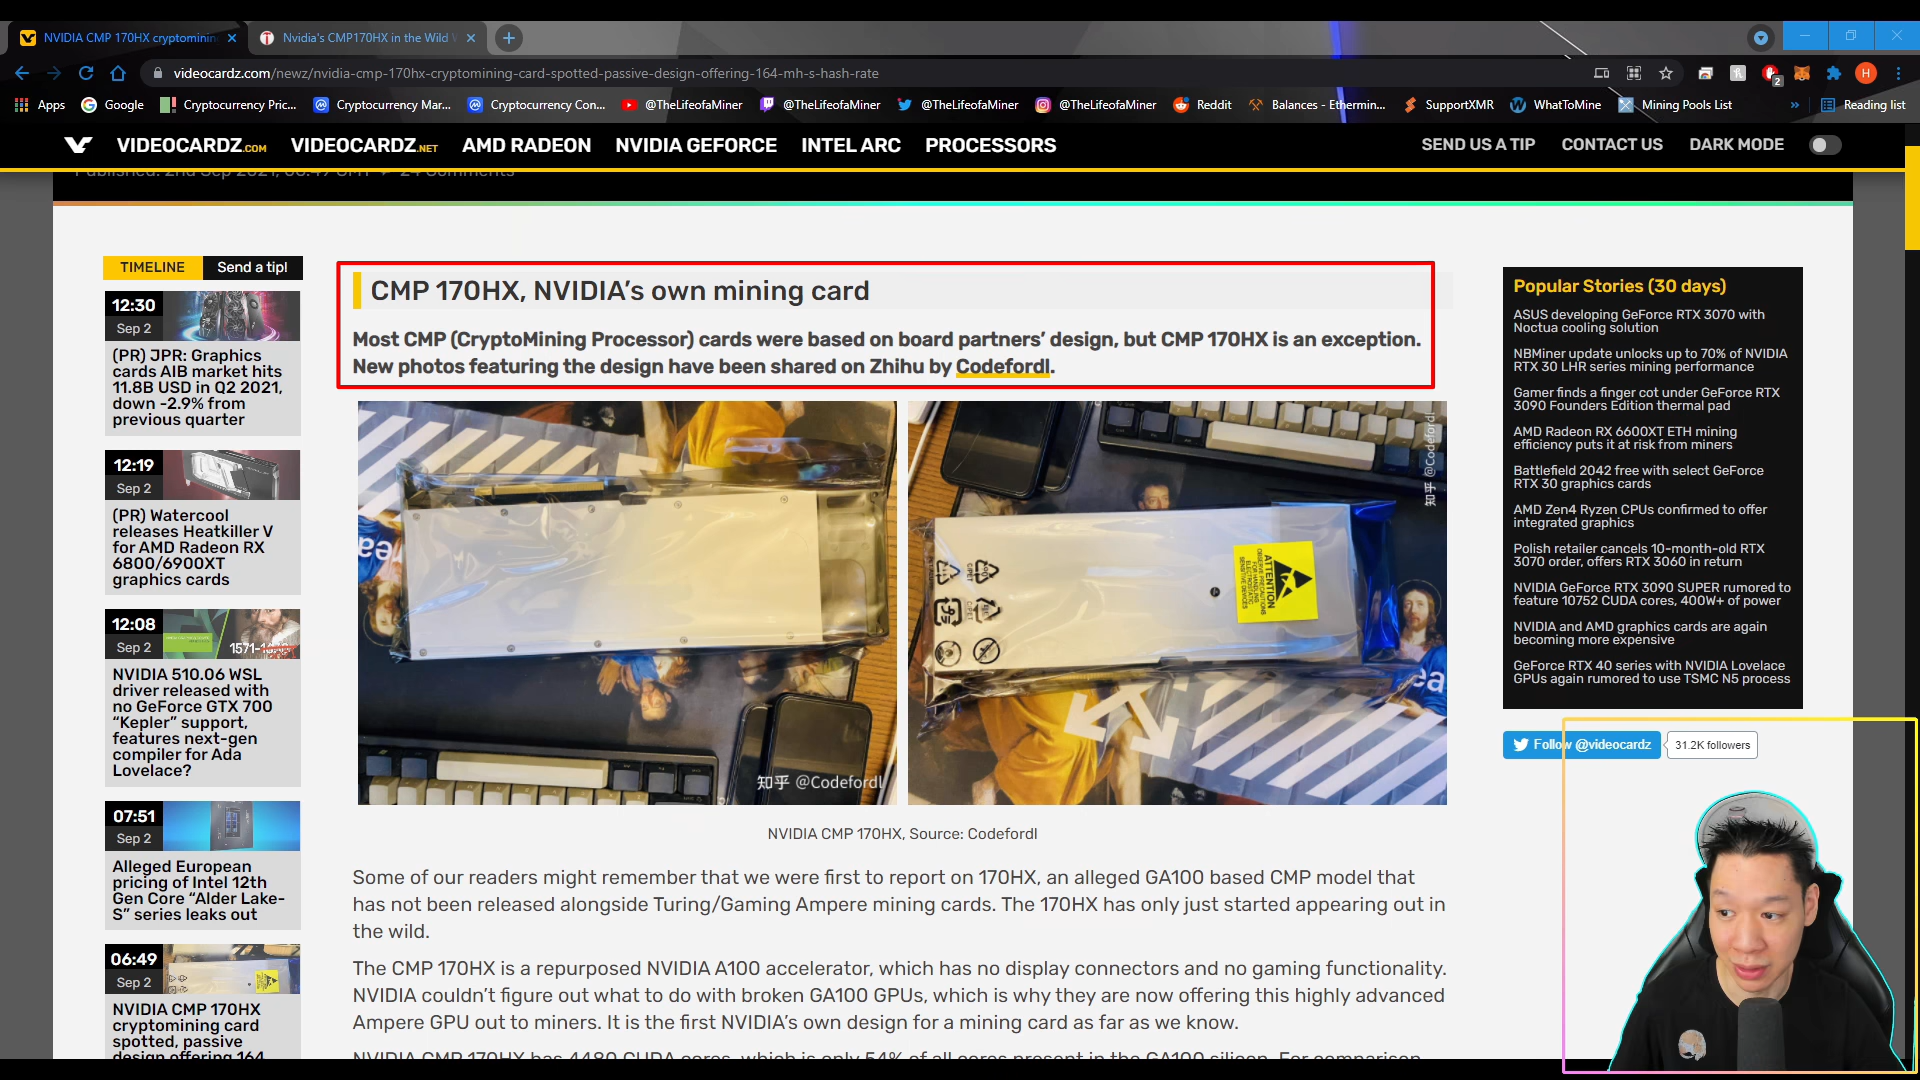 NVIDIA CMP 170HX cryptominin
Nvidia's CMP170HX in the Wild
videocardz.com/newz/nvidia-cmp-170hx-cryptomining-card-spotted-passive-design-offering-164-mh-s-hash-rate
2
H
Apps
Google
Cryptocurrency Pric...
Cryptocurrency Mar...
Cryptocurrency Con...
@TheLifeofaMiner
@TheLifeofaMiner
@TheLifeofaMiner
@TheLifeofaMiner
Reddit
Balances - Ethermin...
SupportXMR
WhatToMine
Mining Pools List
»
Reading list
VIDEOCARDZ.COM
VIDEOCARDZ.NET
AMD RADEON
NVIDIA GEFORCE
INTEL ARC
PROCESSORS
SEND US A TIP
CONTACT US
DARK MODE
TIMELINE
Send a tip!
12:30
Sep 2
(PR) JPR: Graphics
cards AIB market hits
11.8B USD in Q2 2021,
down -2.9% from
previous quarter
12:19
Sep 2
(PR) Watercool
releases Heatkiller V
for AMD Radeon RX
6800/6900XT
graphics cards
12:08
Sep 2
NVIDIA 510.06 WSL
driver released with
no GeForce GTX 700
“Kepler” support,
features next-gen
compiler for Ada
Lovelace?
07:51
Sep 2
Alleged European
pricing of Intel 12th
Gen Core “Alder Lake-
S” series leaks out
06:49
Sep 2
NVIDIA CMP 170HX
cryptomining card
spotted, passive
design offering 164
CMP 170HX, NVIDIA’s own mining card
Most CMP (CryptoMining Processor) cards were based on board partners’ design, but CMP 170HX is an exception.
New photos featuring the design have been shared on Zhihu by Codefordl.
知乎 @Codefordl
知乎 @Codefordl
ATTENTION
NVIDIA CMP 170HX, Source: Codefordl
Some of our readers might remember that we were first to report on 170HX, an alleged GA100 based CMP model that
has not been released alongside Turing/Gaming Ampere mining cards. The 170HX has only just started appearing out in
the wild.
The CMP 170HX is a repurposed NVIDIA A100 accelerator, which has no display connectors and no gaming functionality.
NVIDIA couldn’t figure out what to do with broken GA100 GPUs, which is why they are now offering this highly advanced
Ampere GPU out to miners. It is the first NVIDIA’s own design for a mining card as far as we know.
NVIDIA CMP 170HX has 4480 CUDA cores, which is only 54% of all cores present in the GA100 silicon. For comparison,
Popular Stories (30 days)
ASUS developing GeForce RTX 3070 with
Noctua cooling solution
NBMiner update unlocks up to 70% of NVIDIA
RTX 30 LHR series mining performance
Gamer finds a finger cot under GeForce RTX
3090 Founders Edition thermal pad
AMD Radeon RX 6600XT ETH mining
efficiency puts it at risk from miners
Battlefield 2042 free with select GeForce
RTX 30 graphics cards
AMD Zen4 Ryzen CPUs confirmed to offer
integrated graphics
Polish retailer cancels 10-month-old RTX
3070 order, offers RTX 3060 in return
NVIDIA GeForce RTX 3090 SUPER rumored to
feature 10752 CUDA cores, 400W+ of power
NVIDIA and AMD graphics cards are again
becoming more expensive
GeForce RTX 40 series with NVIDIA Lovelace
GPUs again rumored to use TSMC N5 process
Follow @videocardz
31.2K followers